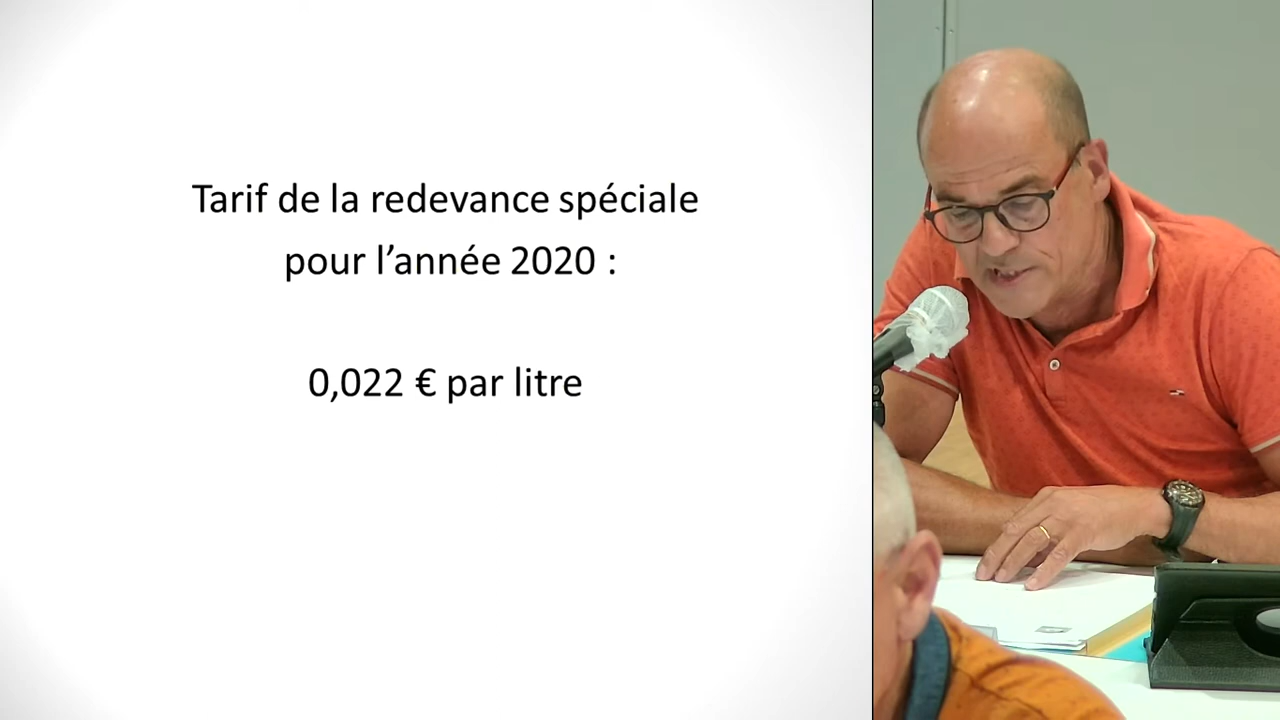 Tarif de la redevance spéciale
pour l’année 2020 :
0,022 € par litre